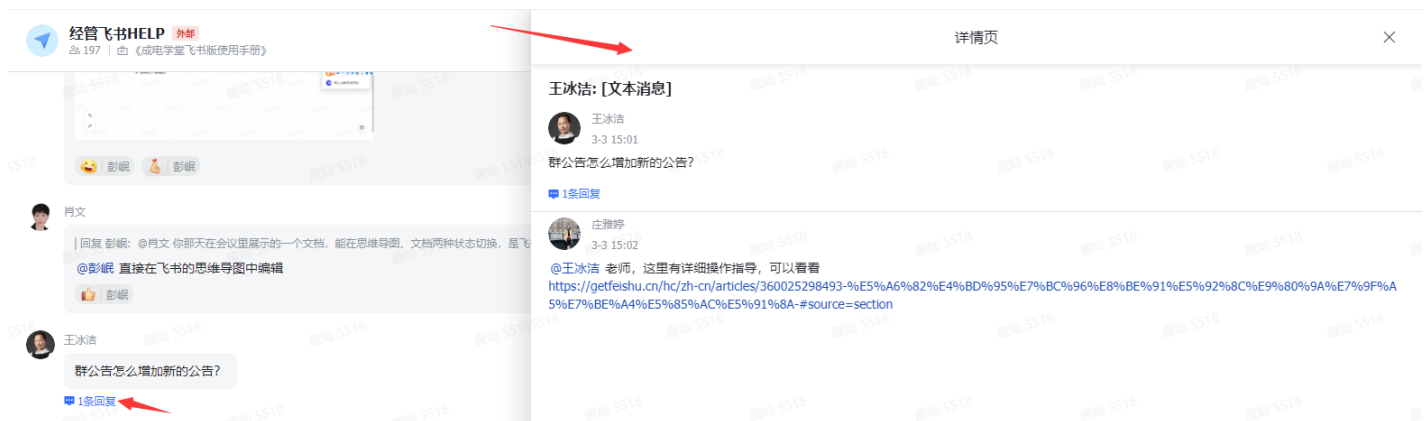 经管飞书HELP 外部
197 《成电学堂飞书版使用手册》
彭岷 彭岷
肖文
回复 彭岷: @肖文 你那天在会议里展示的一个文档，能在思维导图、文档两种状态切换，是飞
@彭岷 直接在飞书的思维导图中编辑
彭岷
王冰洁
群公告怎么增加新的公告?
1条回复
详情页
王冰洁: [文本消息]
王冰洁
3-3 15:01
群公告怎么增加新的公告?
1条回复
庄雅婷
3-3 15:02
@王冰洁 老师，这里有详细操作指导，可以看看
https://getfeishu.cn/hc/zh-cn/articles/360025298493-%E5%A6%82%E4%BD%95%E7%BC%96%E8%BE%91%E5%92%8C%E9%80%9A%E7%9F%A
5%E7%BE%A4%E5%85%AC%E5%91%8A-#source=section
唐灿 5518